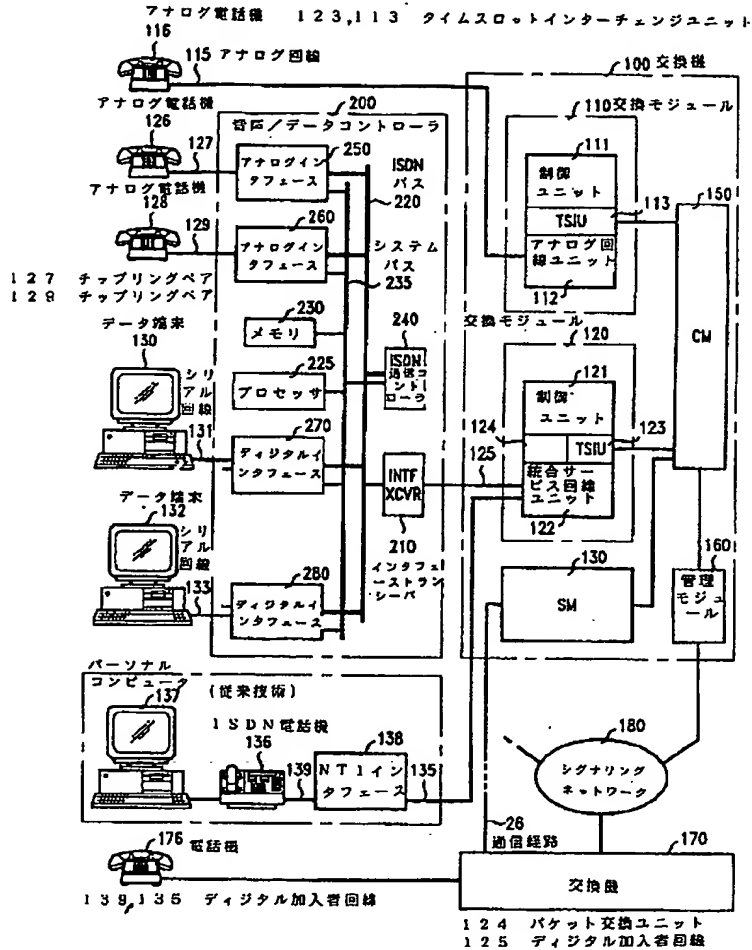 アナログ電話機
123,113 タイムスロットインターチェンジユニット
116
115 アナログ回線
100 交換機
アナログ電話機
200
110 交換モジュール
126
音声/データコントローラ
111
127
250
アナログインタフェース
ISDNバス
制御ユニット
150
アナログ電話機
113
128
220
TSIU
260
129
アナログインタフェース
システムバス
アナログ回線ユニット
235
112
127 チップリングペア
129 チップリングペア
230
メモリ
240
交換モジュール
データ端末
120
CM
130
225
プロセッサ
ISDN通信コントローラ
121
シリアル回線
制御ユニット
270
124
123
131
ディジタルインタフェース
TSIU
INTF XCVR
125
統合サービス回線ユニット
データ端末
132
210
122
シリアル回線
インタフェーストランシーバ
280
130
160
133
ディジタルインタフェース
SM
管理モジュール
パーソナルコンピュータ
(従来技術)
137
ISDN電話機
136
138
180
NT1インタフェース
139
135
シグナリングネットワーク
176
電話機
26
通信経路
170
交換機
139,135 ディジタル加入者回線
124 パケット交換ユニット
125 ディジタル加入者回線